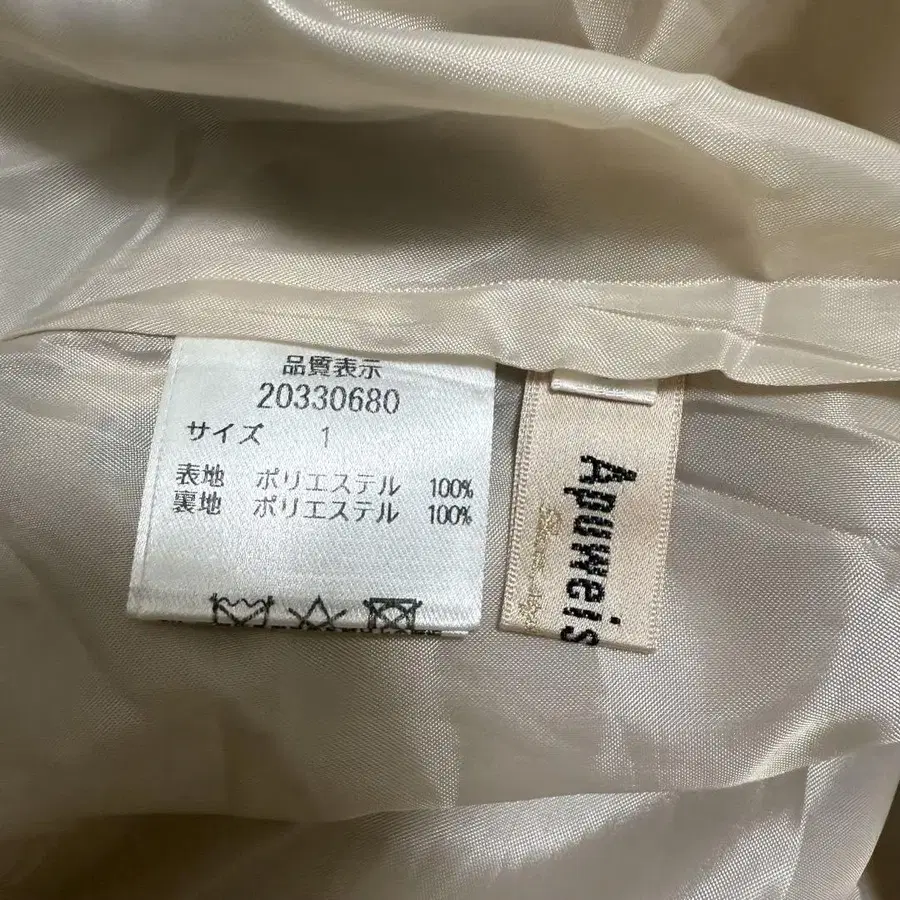 品質表示
20330680
サイズ 1
表地 ポリエステル 100%
裏地 ポリエステル 100%
Apuweis